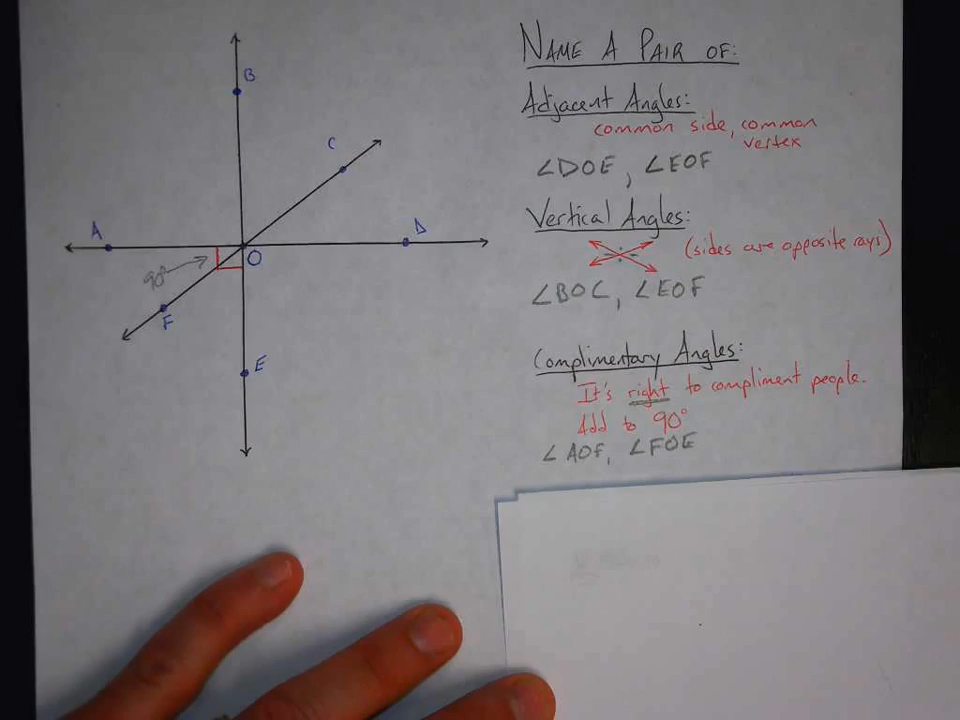 NAME A PAIR OF:
Adjacent Angles:
common side, common
vertex
∠DOE, ∠EOF
Vertical Angles:
(sides are opposite rays)
∠BOC, ∠EOF
Complimentary Angles:
It's right to compliment people.
Add to 90°
∠AOF, ∠FOE
B
C
A
D
O
90°
F
E